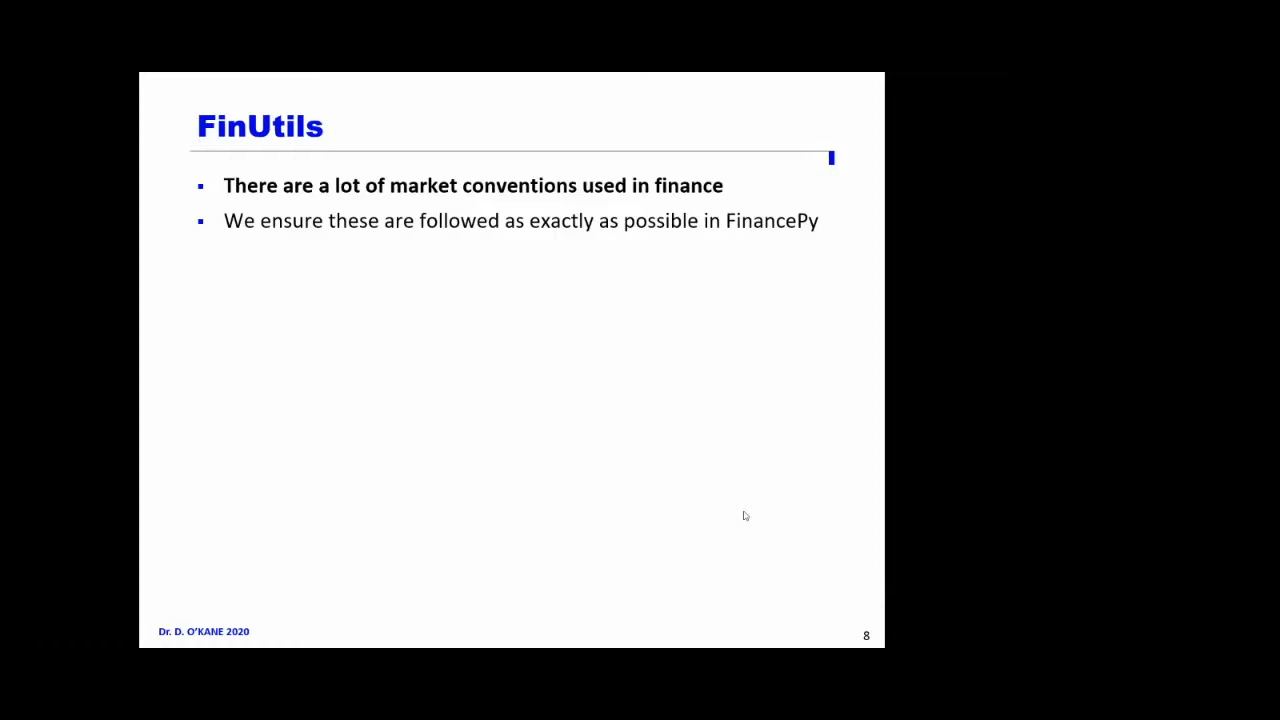 FinUtils
There are a lot of market conventions used in finance
We ensure these are followed as exactly as possible in FinancePy
Dr. D. O'KANE 2020
8